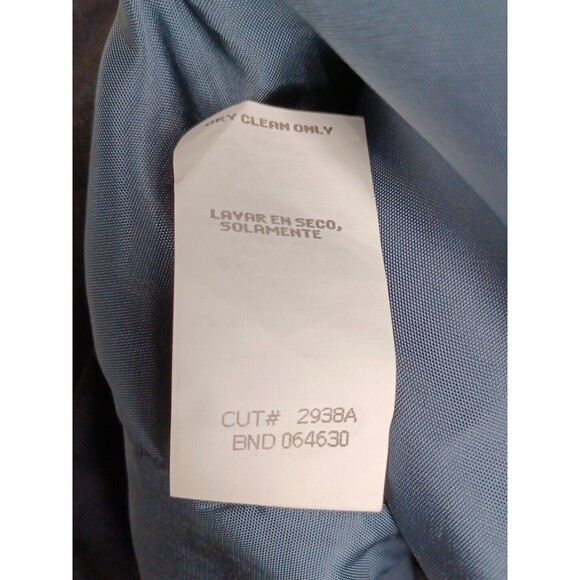 DRY CLEAN ONLY
LAVAR EN SECO,
SOLAMENTE
CUT# 2938A
BND 064630